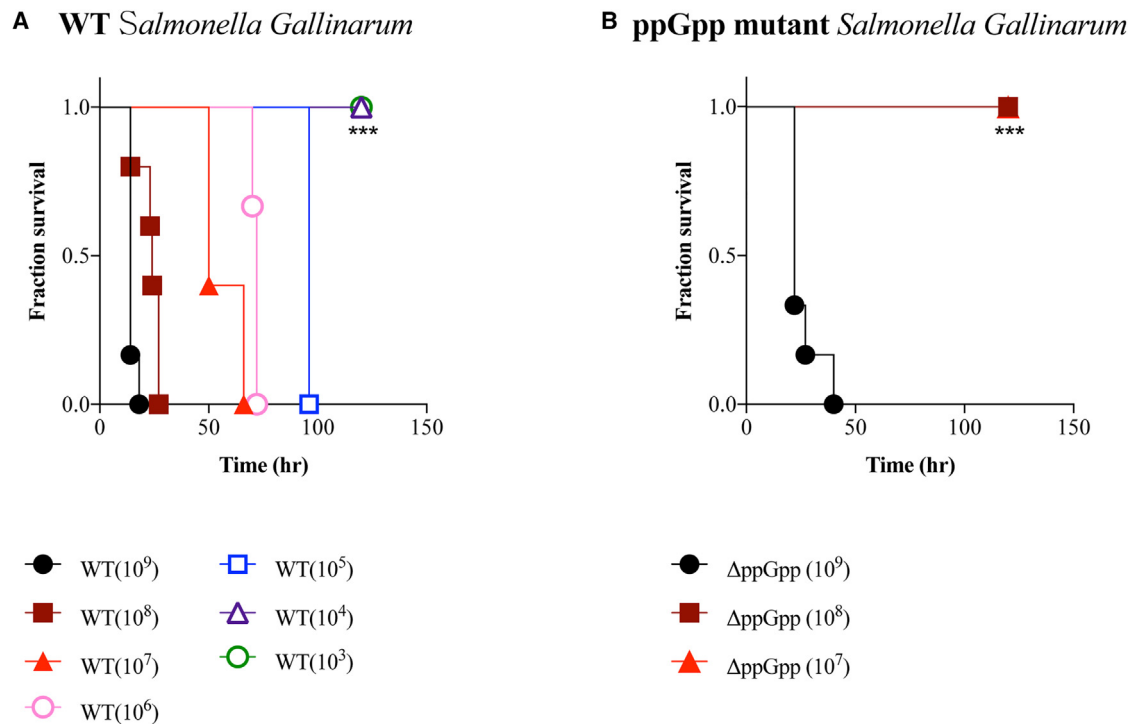 A WT Salmonella Gallinarum
1.0
***
0.5
0.0
0 50 100 150
Fraction survival
Time (hr)
WT(10⁹)
WT(10⁸)
WT(10⁷)
WT(10⁶)
WT(10⁵)
WT(10⁴)
WT(10³)
B ppGpp mutant Salmonella Gallinarum
1.0
***
0.5
0.0
0 50 100 150
Fraction survival
Time (hr)
ΔppGpp (10⁹)
ΔppGpp (10⁸)
ΔppGpp (10⁷)